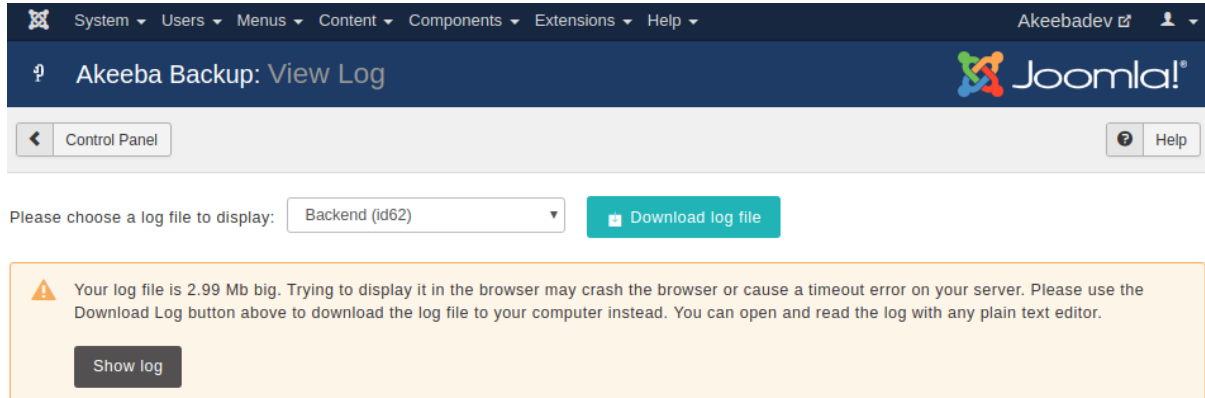 System Users Menus Content Components Extensions Help Akeebadev
Akeeba Backup: View Log Joomla!®
Control Panel Help
Please choose a log file to display: Backend (id62) Download log file
Your log file is 2.99 Mb big. Trying to display it in the browser may crash the browser or cause a timeout error on your server. Please use the
Download Log button above to download the log file to your computer instead. You can open and read the log with any plain text editor.
Show log